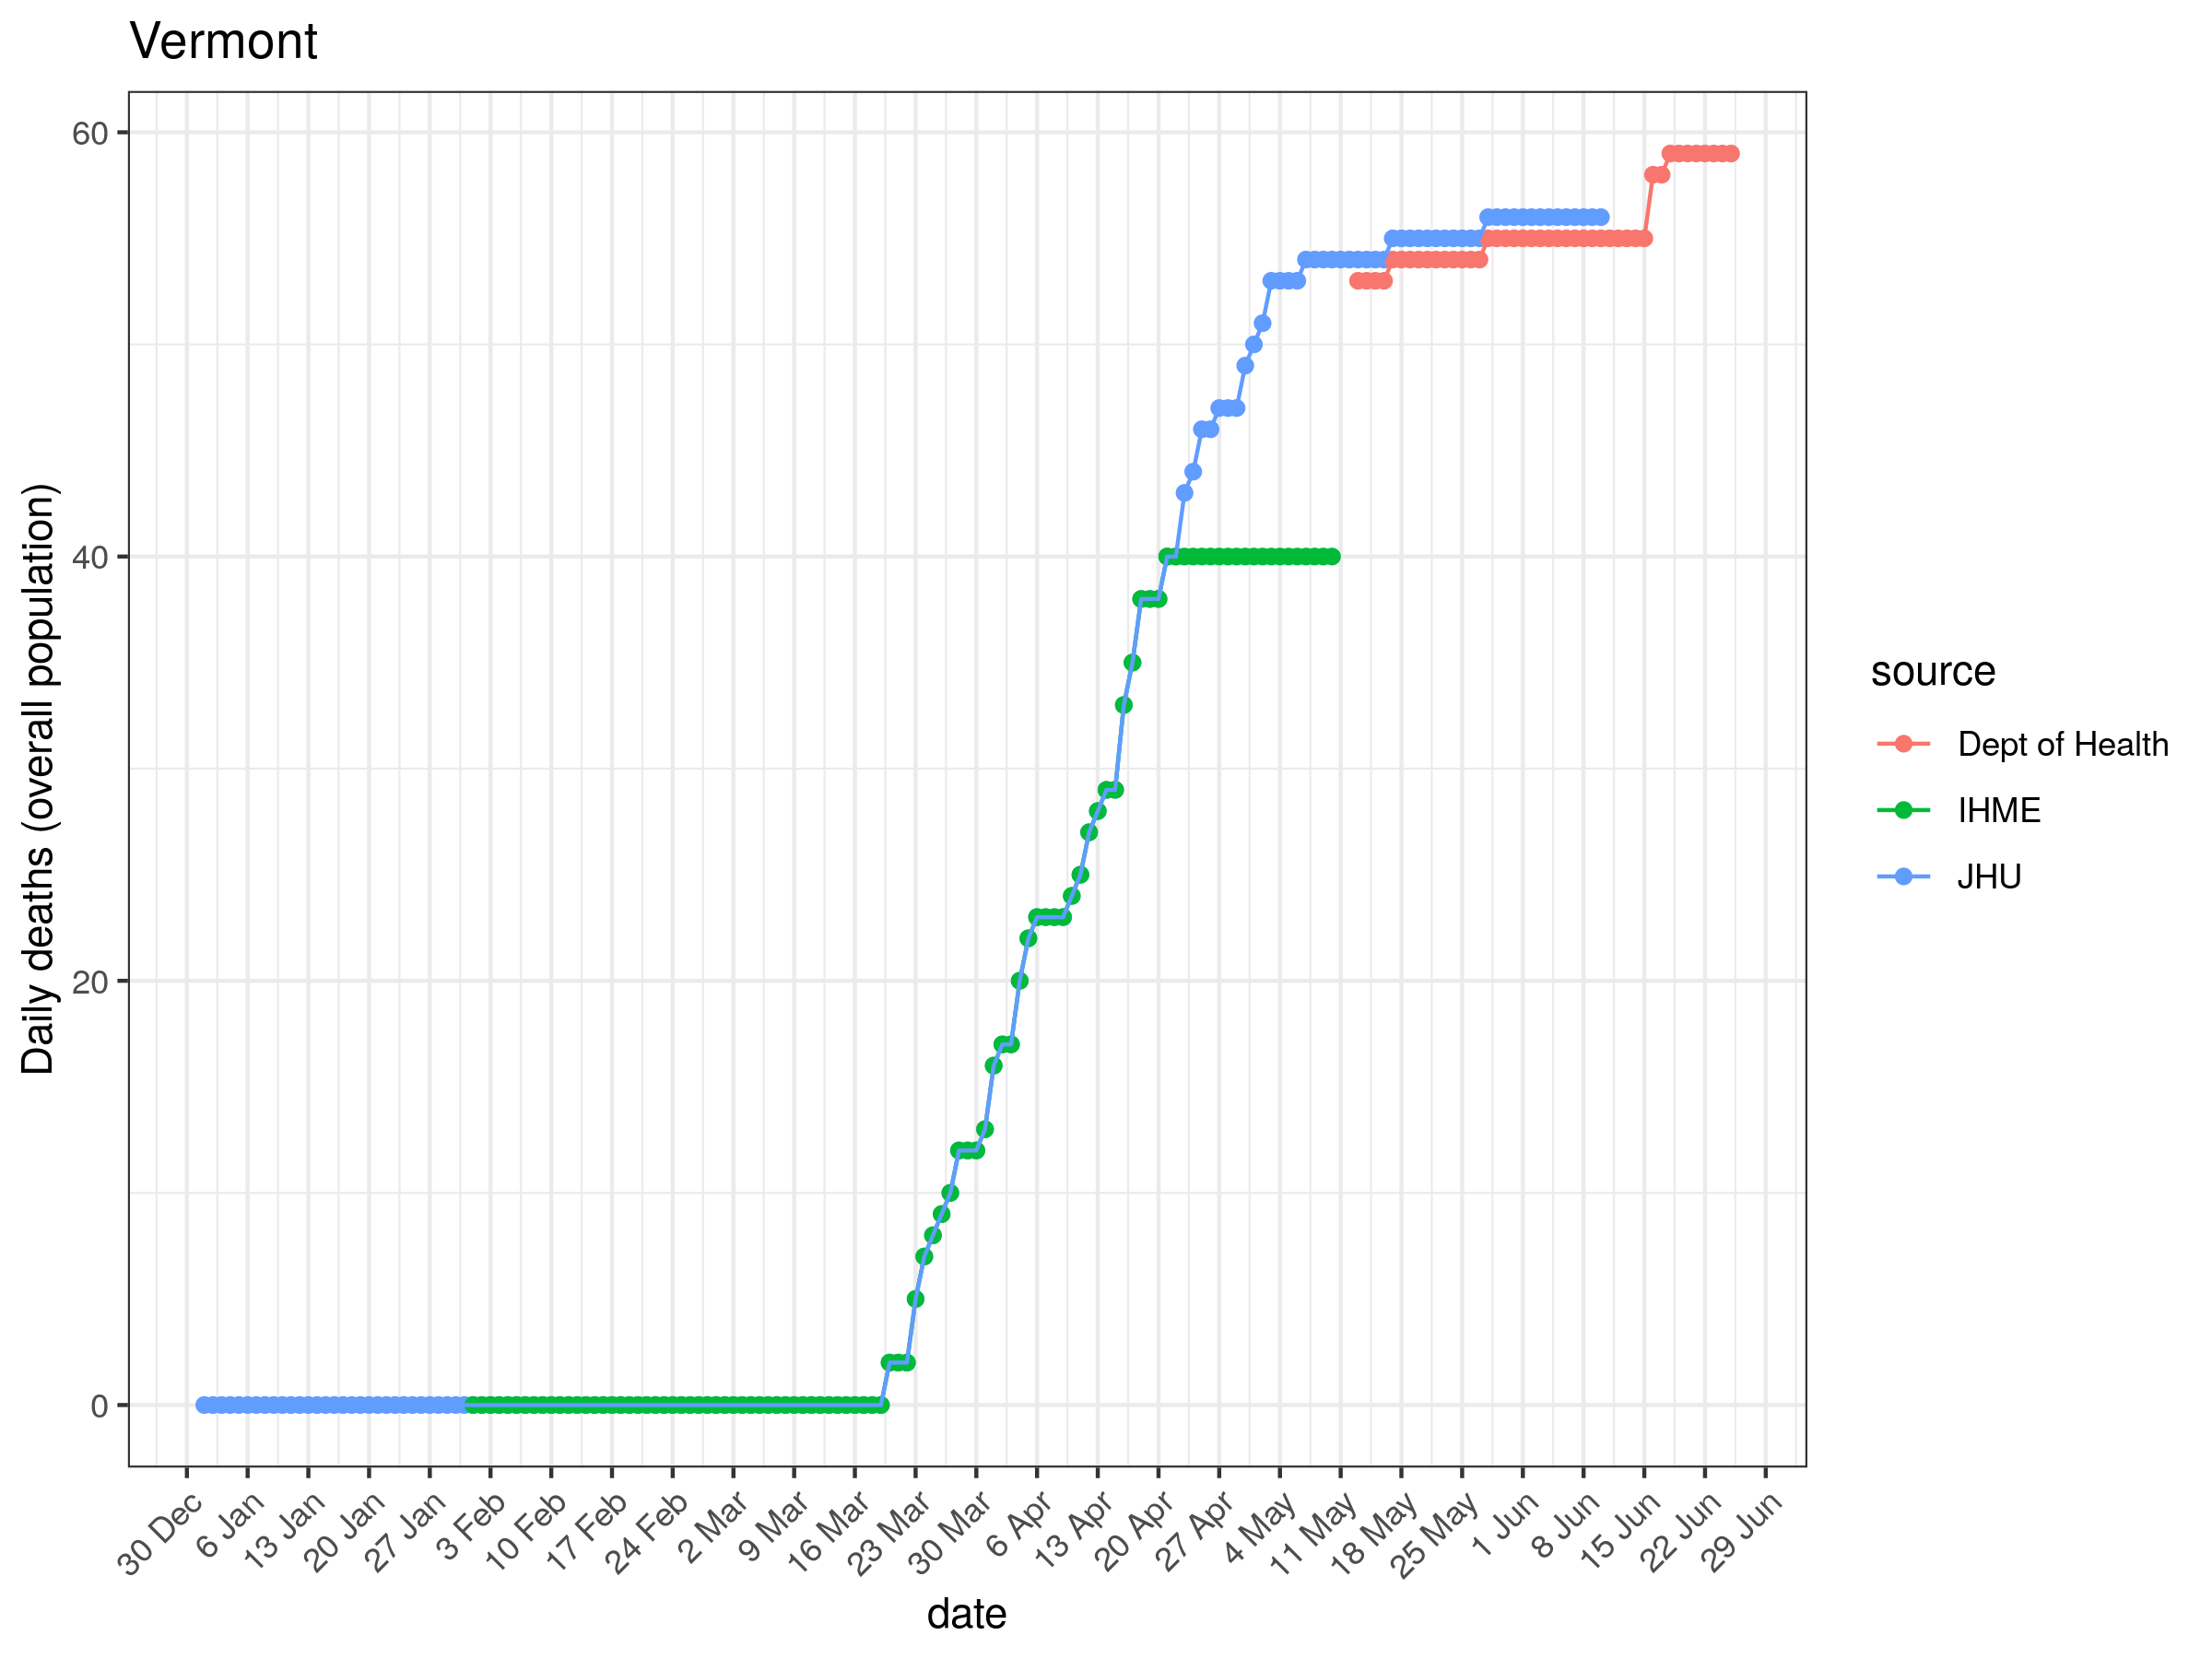 Vermont
Daily deaths (overall population)
60
40
20
0
30 Dec
6 Jan
13 Jan
20 Jan
27 Jan
3 Feb
10 Feb
17 Feb
24 Feb
2 Mar
9 Mar
16 Mar
23 Mar
30 Mar
6 Apr
13 Apr
20 Apr
27 Apr
4 May
11 May
18 May
25 May
1 Jun
8 Jun
15 Jun
22 Jun
29 Jun
date
source
Dept of Health
IHME
JHU